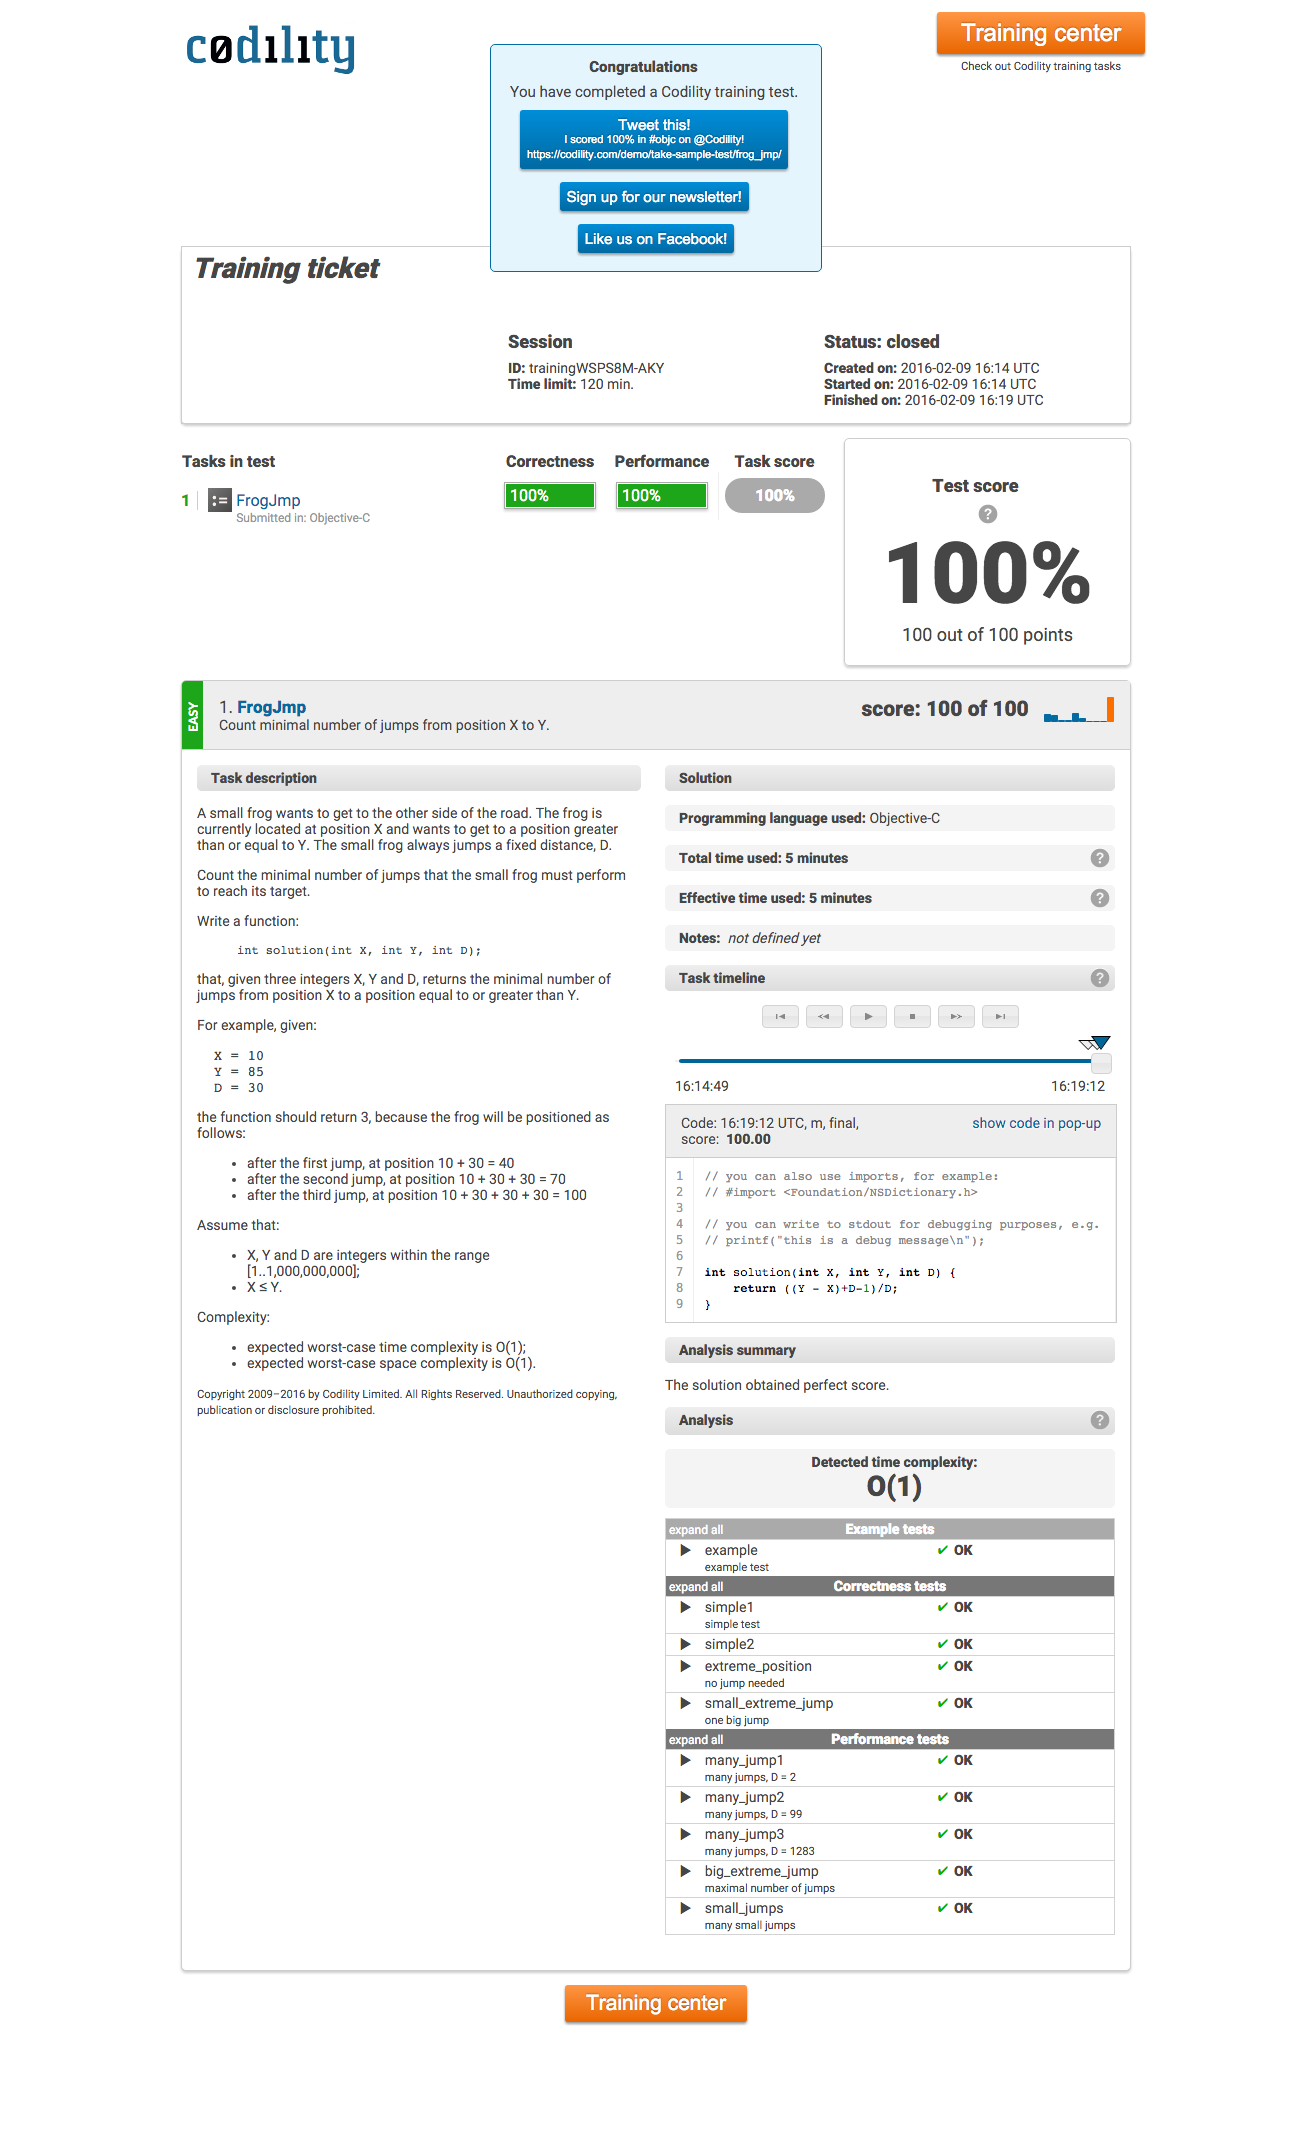 codility
Training center
Check out Codility training tasks
Congratulations
You have completed a Codility training test.
Tweet this!
I scored 100% in #objc on @Codility!
https://codility.com/demo/take-sample-test/frog_jmp/
Sign up for our newsletter!
Like us on Facebook!
Training ticket
Session
ID: trainingWSPS8M-AKY
Time limit: 120 min.
Status: closed
Created on: 2016-02-09 16:14 UTC
Started on: 2016-02-09 16:14 UTC
Finished on: 2016-02-09 16:19 UTC
Tasks in test
Correctness
Performance
Task score
1
:=
FrogJmp
Submitted in: Objective-C
100%
100%
100%
Test score
?
100%
100 out of 100 points
EASY
1. FrogJmp
Count minimal number of jumps from position X to Y.
score: 100 of 100
Task description
A small frog wants to get to the other side of the road. The frog is
currently located at position X and wants to get to a position greater
than or equal to Y. The small frog always jumps a fixed distance, D.
Count the minimal number of jumps that the small frog must perform
to reach its target.
Write a function:
int solution(int X, int Y, int D);
that, given three integers X, Y and D, returns the minimal number of
jumps from position X to a position equal to or greater than Y.
For example, given:
X = 10
Y = 85
D = 30
the function should return 3, because the frog will be positioned as
follows:
• after the first jump, at position 10 + 30 = 40
• after the second jump, at position 10 + 30 + 30 = 70
• after the third jump, at position 10 + 30 + 30 + 30 = 100
Assume that:
• X, Y and D are integers within the range
[1..1,000,000,000];
• X ≤ Y.
Complexity:
• expected worst-case time complexity is O(1);
• expected worst-case space complexity is O(1).
Copyright 2009–2016 by Codility Limited. All Rights Reserved. Unauthorized copying,
publication or disclosure prohibited.
Solution
Programming language used: Objective-C
Total time used: 5 minutes
?
Effective time used: 5 minutes
?
Notes: not defined yet
Task timeline
?
16:14:49
16:19:12
Code: 16:19:12 UTC, m, final,
score: 100.00
show code in pop-up
1 // you can also use imports, for example:
2 // #import <Foundation/NSDictionary.h>
3
4 // you can write to stdout for debugging purposes, e.g.
5 // printf("this is a debug message\n");
6
7 int solution(int X, int Y, int D) {
8 return ((Y - X)+D-1)/D;
9 }
Analysis summary
The solution obtained perfect score.
Analysis
?
Detected time complexity:
O(1)
expand all Example tests
example ✔ OK
example test
expand all Correctness tests
simple1 ✔ OK
simple test
simple2 ✔ OK
extreme_position ✔ OK
no jump needed
small_extreme_jump ✔ OK
one big jump
expand all Performance tests
many_jump1 ✔ OK
many jumps, D = 2
many_jump2 ✔ OK
many jumps, D = 99
many_jump3 ✔ OK
many jumps, D = 1283
big_extreme_jump ✔ OK
maximal number of jumps
small_jumps ✔ OK
many small jumps
Training center